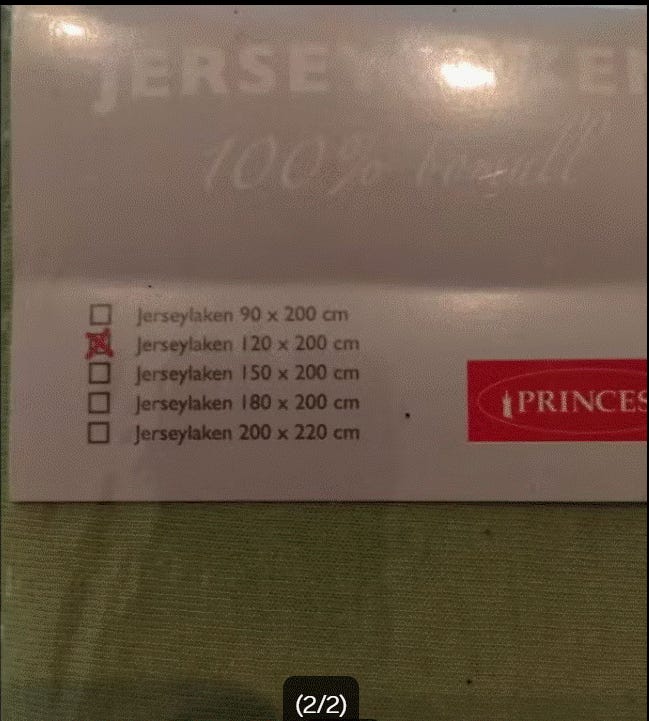 100% bomull
Jerseylaken 90 x 200 cm
Jerseylaken 120 x 200 cm
Jerseylaken 150 x 200 cm
Jerseylaken 180 x 200 cm
Jerseylaken 200 x 220 cm
PRINCES
(2/2)